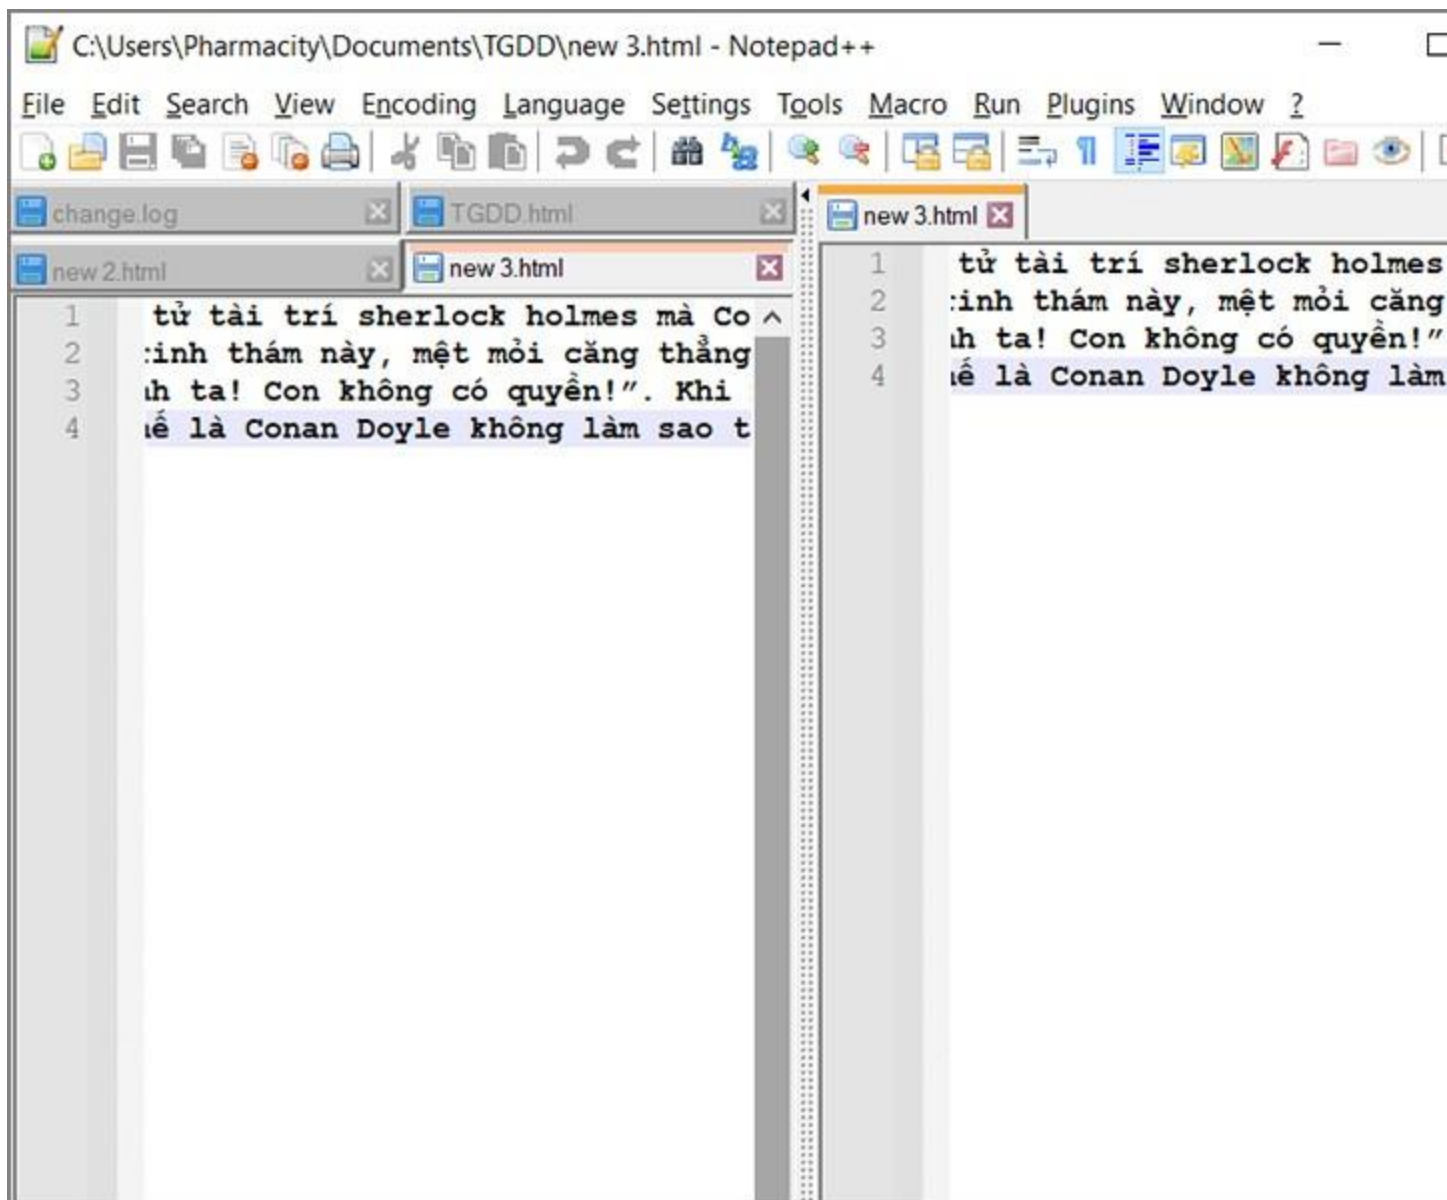 C:\Users\Pharmacity\Documents\TGDD\new 3.html - Notepad++
File Edit Search View Encoding Language Settings Tools Macro Run Plugins Window ?
change.log TGDD.html
new 2.html new 3.html
1 tử tài trí sherlock holmes mà Co
2 inh thám này, mệt mỏi căng thẳng
3 h ta! Con không có quyền!”. Khi
4 ế là Conan Doyle không làm sao t
new 3.html
1 tử tài trí sherlock holmes
2 inh thám này, mệt mỏi căng
3 h ta! Con không có quyền!”
4 ế là Conan Doyle không làm